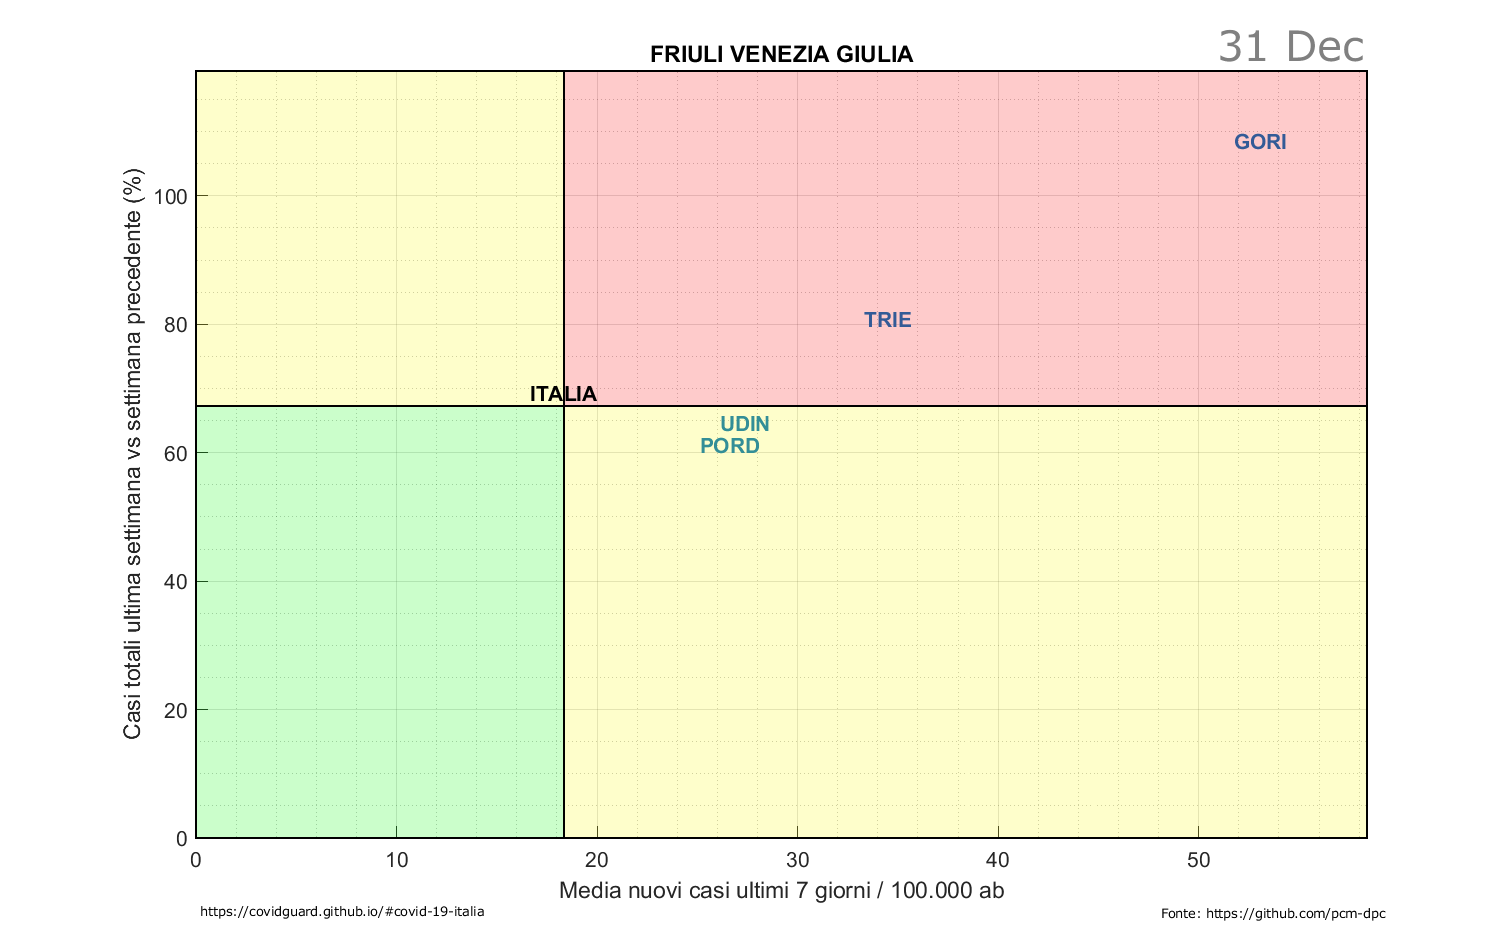 31 Dec
FRIULI VENEZIA GIULIA
Casi totali ultima settimana vs settimana precedente (%)
100
80
60
40
20
0
GORI
TRIE
ITALIA
UDIN
PORD
0 10 20 30 40 50
Media nuovi casi ultimi 7 giorni / 100.000 ab
https://covidguard.github.io/#covid-19-italia
Fonte: https://github.com/pcm-dpc